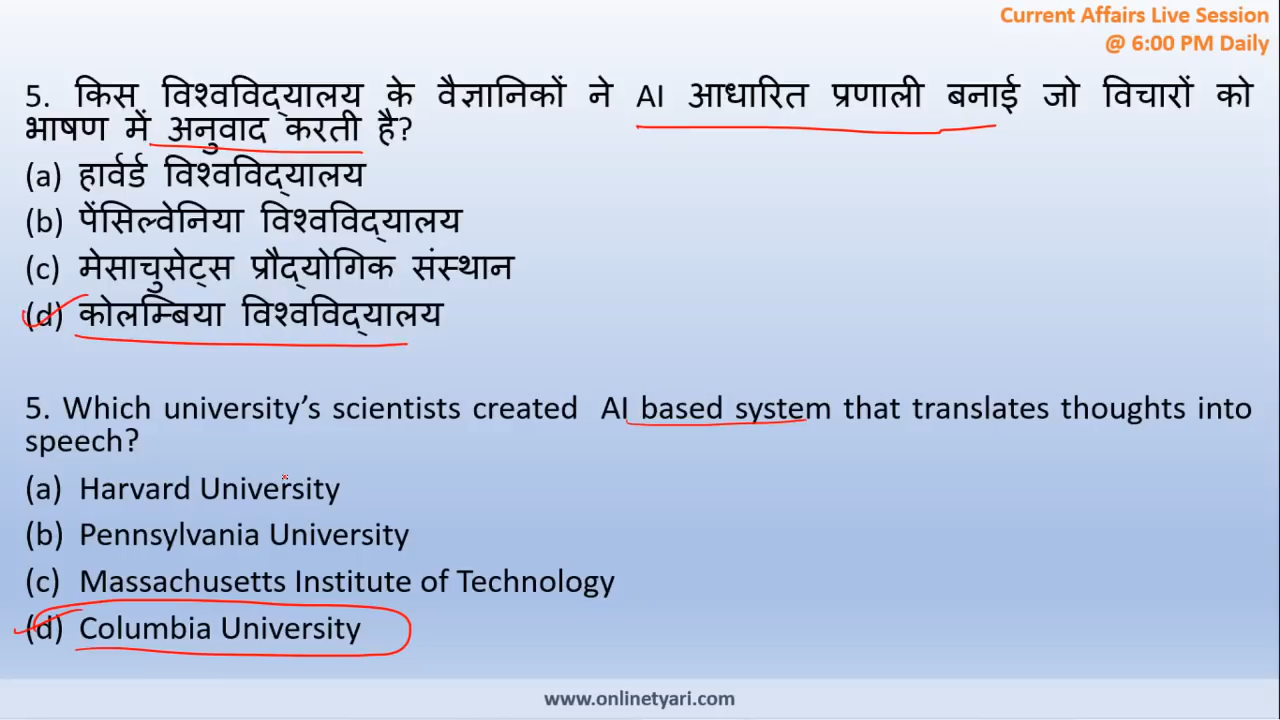 Current Affairs Live Session
@ 6:00 PM Daily
5. किस विश्वविद्यालय के वैज्ञानिकों ने AI आधारित प्रणाली बनाई जो विचारों को
भाषण में अनुवाद करती है?
(a) हार्वर्ड विश्वविद्यालय
(b) पेंसिल्वेनिया विश्वविद्यालय
(c) मेसाचुसेट्स प्रौद्योगिक संस्थान
(d) कोलम्बिया विश्वविद्यालय
5. Which university’s scientists created AI based system that translates thoughts into
speech?
(a) Harvard University
(b) Pennsylvania University
(c) Massachusetts Institute of Technology
(d) Columbia University
www.onlinetyari.com